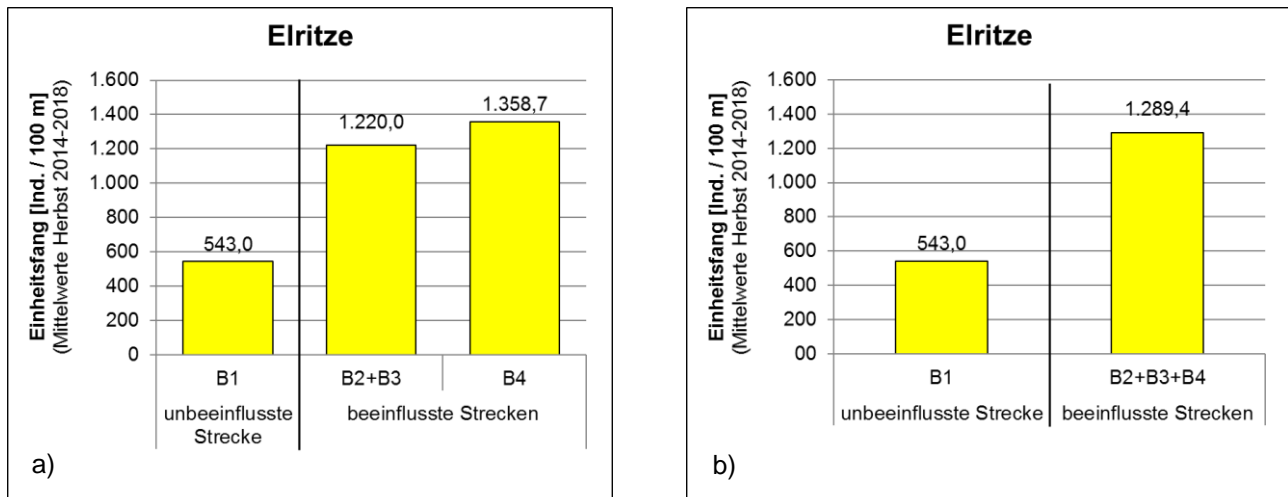 Elritze
Einheitsfang [Ind. / 100 m]
(Mittelwerte Herbst 2014-2018)
1.600
1.400
1.200
1.000
800
600
400
200
0
543,0
1.220,0
1.358,7
B1
B2+B3
B4
unbeeinflusste
Strecke
beeinflusste Strecken
a)
Elritze
Einheitsfang [Ind. / 100 m]
(Mittelwerte Herbst 2014-2018)
1.600
1.400
1.200
1.000
800
600
400
200
00
543,0
1.289,4
B1
B2+B3+B4
unbeeinflusste Strecke
beeinflusste Strecken
b)